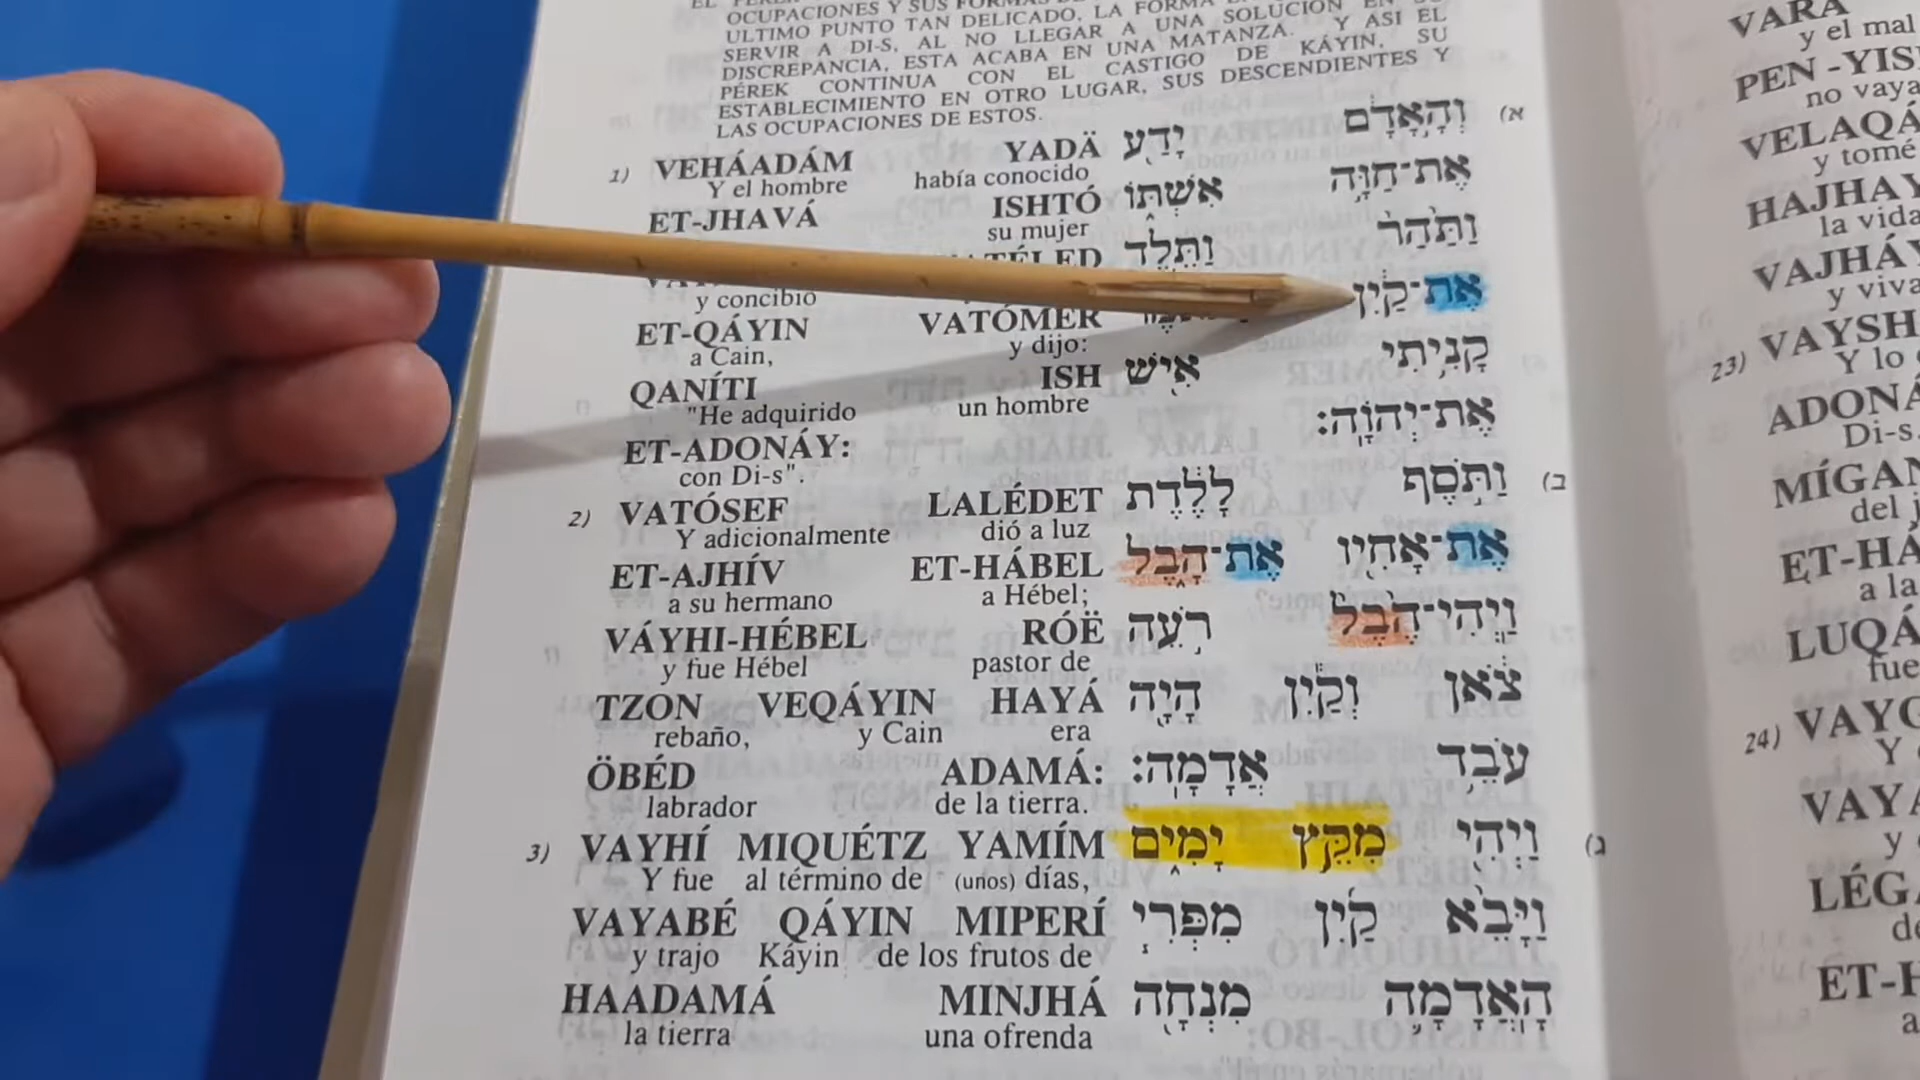 OCUPACIONES Y SUS
ULTIMO PUNTO TAN DELICADO, LA FORMA
SERVIR A DI-S, AL NO LLEGAR A UNA SOLUCION EN SU
DISCREPANCIA, ESTA ACABA EN UNA MATANZA. Y ASI EL
PÉREK CONTINUA CON EL CASTIGO DE KÁYIN, SU
ESTABLECIMIENTO EN OTRO LUGAR, SUS DESCENDIENTES Y
LAS OCUPACIONES DE ESTOS.
1) VEHÁADÁM YADÄ יָדַ֖ע וְהָ֣אָדָ֔ם א)
Y el hombre había conocido
ET-JHAVÁ ISHTÓ אִשְׁתּ֑וֹ אֶת־חַוָּ֣ה
su mujer
וַתֵּ֣לֶד וַתַּ֙הַר֙
y concibió
ET-QÁYIN VATÓMER אֶת־קַ֔יִן
a Cain, y dijo:
QANÍTI ISH אִ֖ישׁ קָנִ֥יתִי
"He adquirido un hombre
ET-ADONÁY: אֶת־יְהוָֽה׃
con Di-s".
2) VATÓSEF LALÉDET לָלֶ֔דֶת וַתֹּ֣סֶף ב)
Y adicionalmente dió a luz
ET-AJHÍV ET-HÁBEL אֶת־הָ֑בֶל אֶת־אָחִ֖יו
a su hermano a Hébel;
VÁYHI-HÉBEL RÓË רֹ֣עֵה וַֽיְהִי־הֶ֙בֶל֙
y fue Hébel pastor de
TZON VEQÁYIN HAYÁ הָיָ֖ה וְקַ֕יִן צֹ֔אן
rebaño, y Cain era
ÖBÉD ADAMÁ: אֲדָמָֽה׃ עֹבֵ֥ד
labrador de la tierra.
3) VAYHÍ MIQUÉTZ YAMÍM יָמִ֑ים מִקֵּ֣ץ וַֽיְהִ֖י ג)
Y fue al término de (unos) días,
VAYABÉ QÁYIN MIPERÍ מִפְּרִ֧י קַ֜יִן וַיָּבֵ֨א
y trajo Káyin de los frutos de
HAADAMÁ MINJHÁ מִנְחָ֖ה הָֽאֲדָמָ֛ה
la tierra una ofrenda
VARA
y el mal
PEN-YIS
no vaya
VELAQÁ
y tomé
HAJHAY
la vida
VAJHÁY
y viva
23) VAYSH
Y lo
ADONÁ
Di-s
MÍGAN
del j
ET-HÁ
a la
LUQÁ
fue
24) VAYG
Y
VAYA
y
LÉGA
de
ET-H
a